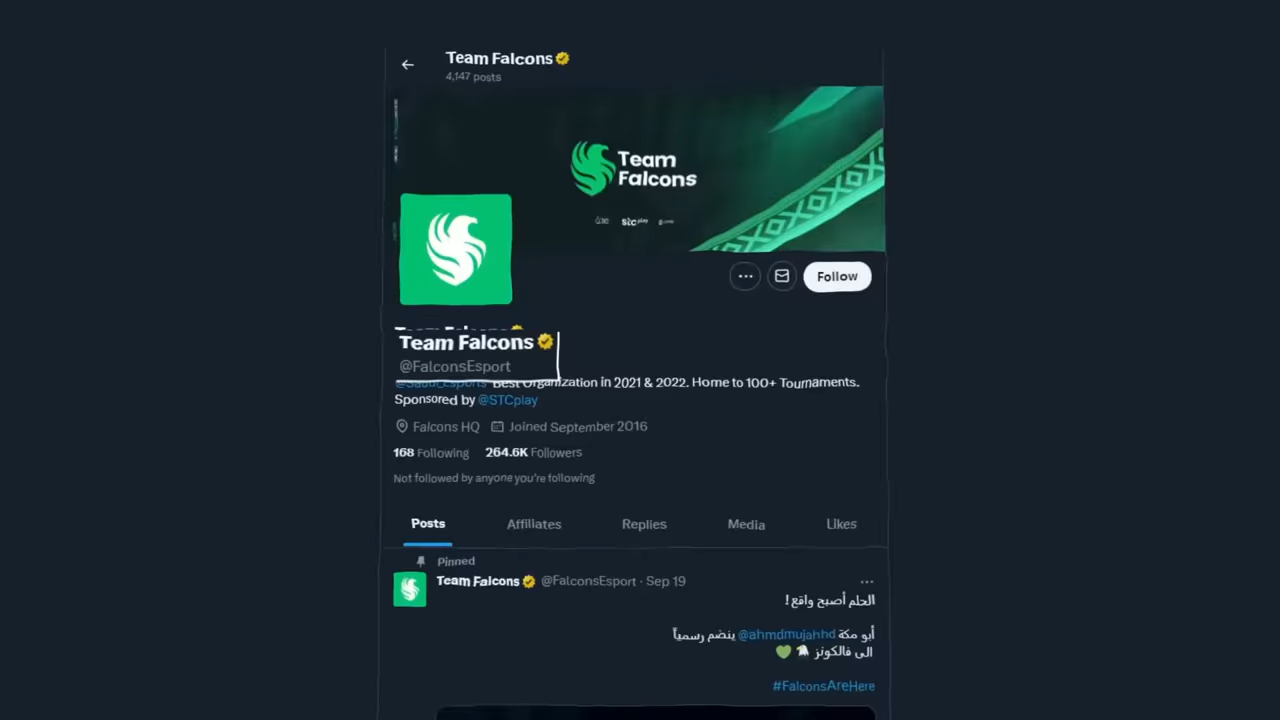 Team Falcons
4,147 posts
Team
Falcons
stc play
Follow
Team Falcons
@FalconsEsport
@Saudi_Esports Best Organization in 2021 & 2022. Home to 100+ Tournaments.
Sponsored by @STCplay
Falcons HQ Joined September 2016
168 Following 264.6K Followers
Not followed by anyone you're following
Posts Affiliates Replies Media Likes
Pinned
Team Falcons @FalconsEsport · Sep 19
الحلم أصبح واقع !
أبو مكة @ahmdmujahhd ينضم رسمياً
الى فالكونز
#FalconsAreHere